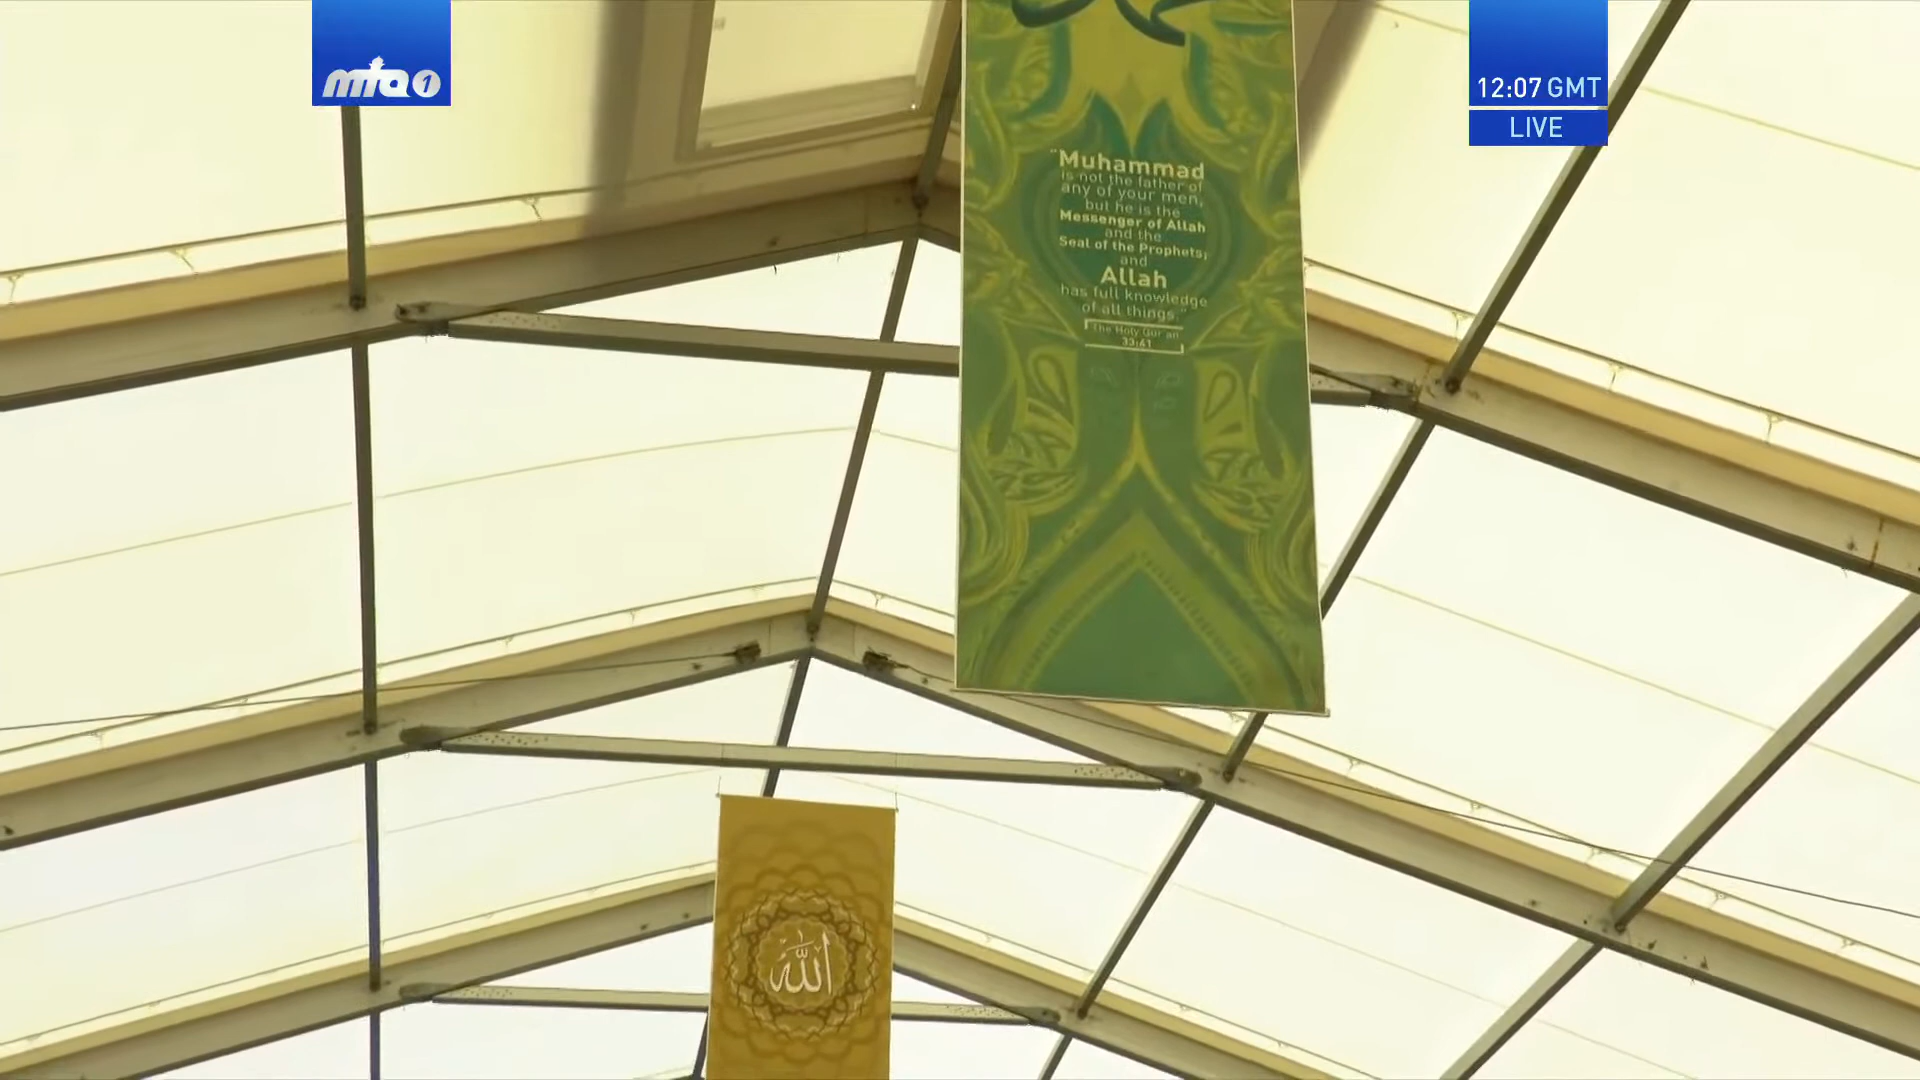 mta1
12:07 GMT
LIVE
"Muhammad
is not the father of
any of your men,
but he is the
Messenger of Allah
and the
Seal of the Prophets;
and
Allah
has full knowledge
of all things."
The Holy Qur'an
33:41
الله